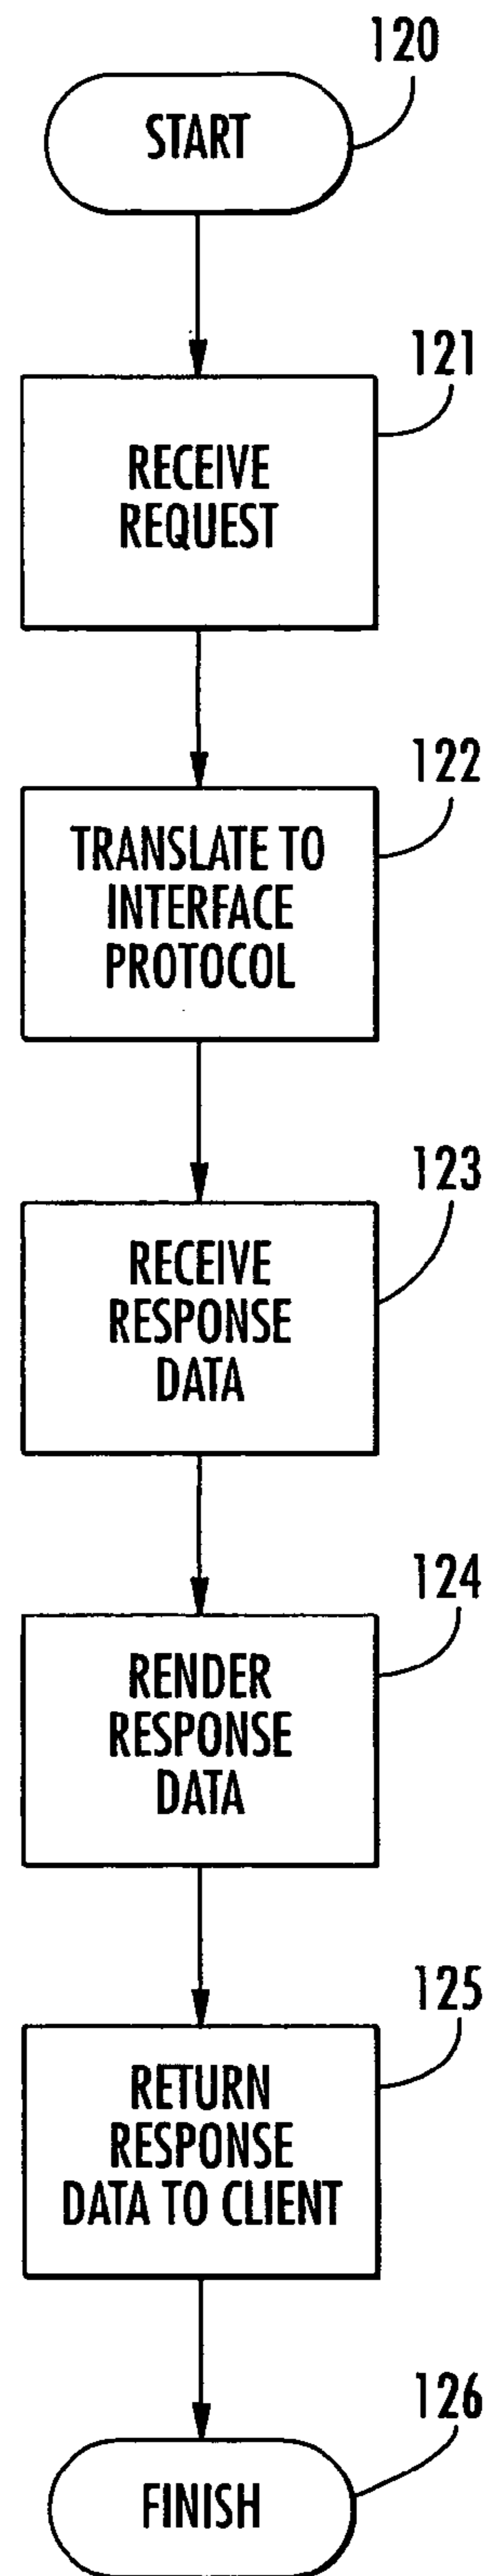 120
START
121
RECEIVE
REQUEST
122
TRANSLATE TO
INTERFACE
PROTOCOL
123
RECEIVE
RESPONSE
DATA
124
RENDER
RESPONSE
DATA
125
RETURN
RESPONSE
DATA TO CLIENT
126
FINISH